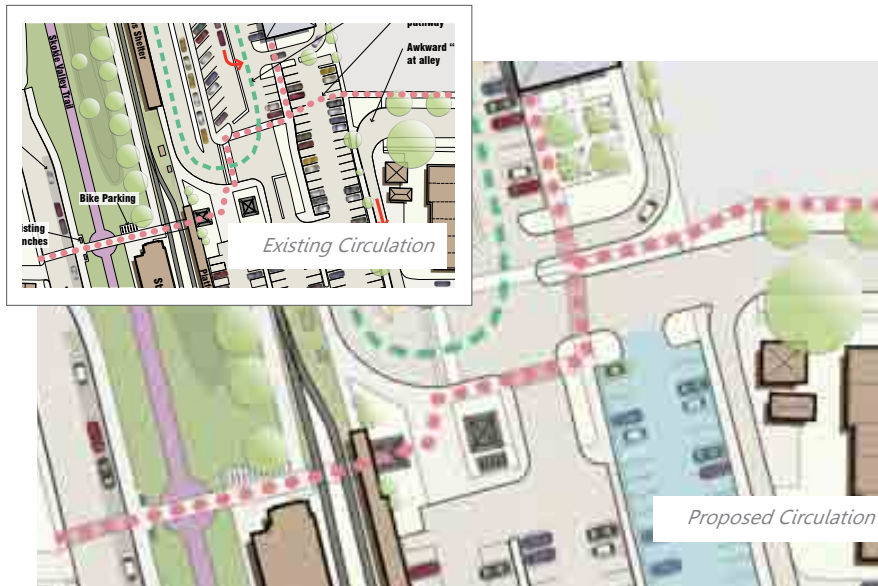 pathway
Awkward "
at alley
s Shelter
Skokie Valley Trail
Bike Parking
isting
nches
Existing Circulation
Proposed Circulation